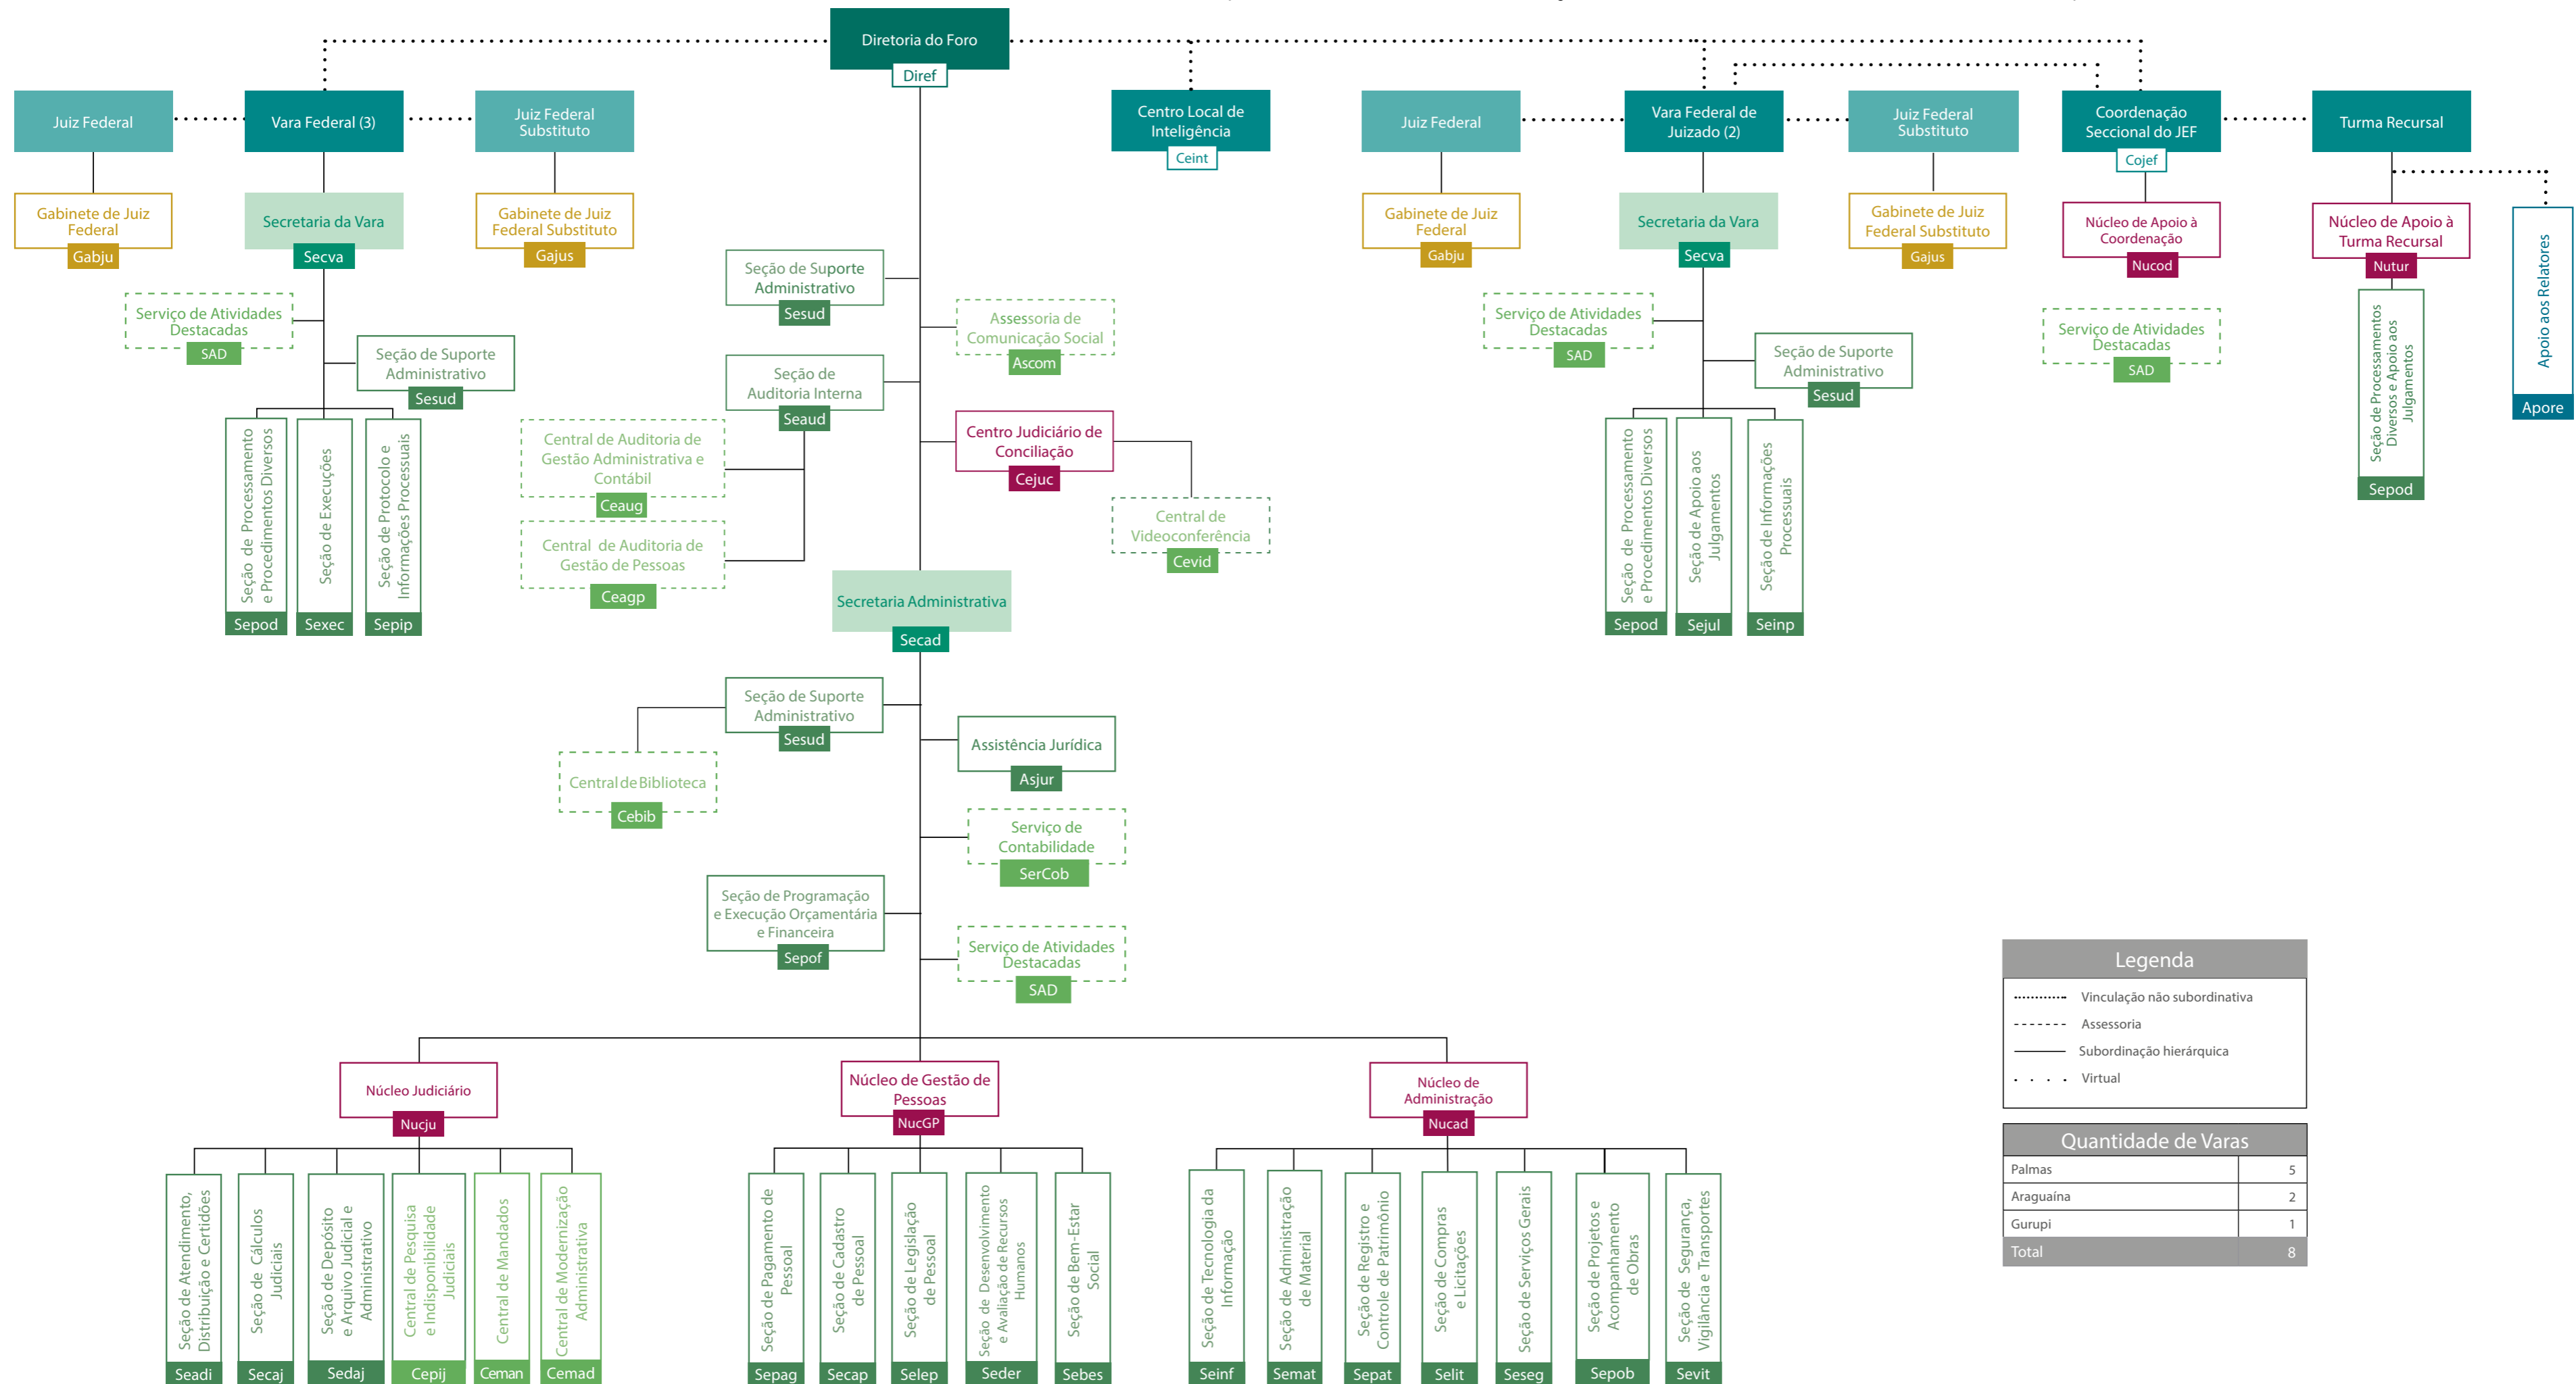 Diretoria do Foro
Diref
Juiz Federal
Vara Federal (3)
Juiz Federal
Substituto
Centro Local de
Inteligência
Ceint
Juiz Federal
Vara Federal de
Juizado (2)
Juiz Federal
Substituto
Coordenação
Seccional do JEF
Cojef
Turma Recursal
Gabinete de Juiz
Federal
Gabju
Secretaria da Vara
Secva
Gabinete de Juiz
Federal Substituto
Gajus
Gabinete de Juiz
Federal
Gabju
Secretaria da Vara
Secva
Gabinete de Juiz
Federal Substituto
Gajus
Núcleo de Apoio à
Coordenação
Nucod
Núcleo de Apoio à
Turma Recursal
Nutur
Apoio aos Relatores
Apore
Serviço de Atividades
Destacadas
SAD
Seção de Suporte
Administrativo
Sesud
Seção de Processamento
e Procedimentos Diversos
Sepod
Seção de Execuções
Sexec
Seção de Protocolo e
Informações Processuais
Sepip
Seção de Suporte
Administrativo
Sesud
Assessoria de
Comunicação Social
Ascom
Seção de
Auditoria Interna
Seaud
Central de Auditoria de
Gestão Administrativa e
Contábil
Ceaug
Central de Auditoria de
Gestão de Pessoas
Ceagp
Centro Judiciário de
Conciliação
Cejuc
Central de
Videoconferência
Cevid
Serviço de Atividades
Destacadas
SAD
Seção de Suporte
Administrativo
Sesud
Seção de Processamento
e Procedimentos Diversos
Sepod
Seção de Apoio aos
Julgamentos
Sejul
Seção de Informações
Processuais
Seinp
Serviço de Atividades
Destacadas
SAD
Seção de Processamentos
Diversos e Apoio aos
Julgamentos
Sepod
Secretaria Administrativa
Secad
Seção de Suporte
Administrativo
Sesud
Central de Biblioteca
Cebib
Assistência Jurídica
Asjur
Serviço de
Contabilidade
SerCob
Seção de Programação
e Execução Orçamentária
e Financeira
Sepof
Serviço de Atividades
Destacadas
SAD
Núcleo Judiciário
Nucju
Núcleo de Gestão de
Pessoas
NucGP
Núcleo de
Administração
Nucad
Seção de Atendimento,
Distribuição e Certidões
Seadi
Seção de Cálculos
Judiciais
Secaj
Seção de Depósito
e Arquivo Judicial e
Administrativo
Sedaj
Central de Pesquisa
e Indisponibilidade
Judiciais
Cepij
Central de Mandados
Ceman
Central de Modernização
Administrativa
Cemad
Seção de Pagamento de
Pessoal
Sepag
Seção de Cadastro
de Pessoal
Secap
Seção de Legislação
de Pessoal
Selep
Seção de Desenvolvimento
e Avaliação de Recursos
Humanos
Seder
Seção de Bem-Estar
Social
Sebes
Seção de Tecnologia da
Informação
Seinf
Seção de Administração
de Material
Semat
Seção de Registro e
Controle de Patrimônio
Sepat
Seção de Compras
e Licitações
Selit
Seção de Serviços Gerais
Seseg
Seção de Projetos e
Acompanhamento
de Obras
Sepob
Seção de Segurança,
Vigilância e Transportes
Sevit
Legenda
Vinculação não subordinativa
Assessoria
Subordinação hierárquica
Virtual
Quantidade de Varas
Palmas 5
Araguaína 2
Gurupi 1
Total 8